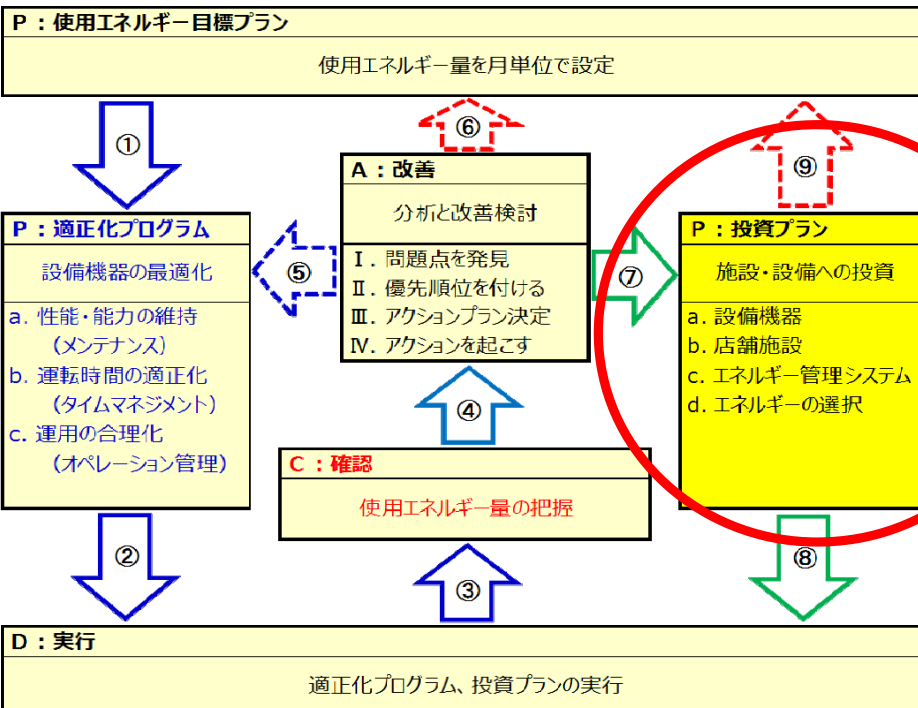 P：使用エネルギー目標プラン
使用エネルギー量を月単位で設定
①
⑥
⑨
A：改善
分析と改善検討
Ⅰ. 問題点を発見
Ⅱ. 優先順位を付ける
Ⅲ. アクションプラン決定
Ⅳ. アクションを起こす
P：適正化プログラム
設備機器の最適化
a. 性能・能力の維持
（メンテナンス）
b. 運転時間の適正化
（タイムマネジメント）
c. 運用の合理化
（オペレーション管理）
⑤
⑦
P：投資プラン
施設・設備への投資
a. 設備機器
b. 店舗施設
c. エネルギー管理システム
d. エネルギーの選択
④
C：確認
使用エネルギー量の把握
②
③
⑧
D：実行
適正化プログラム、投資プランの実行